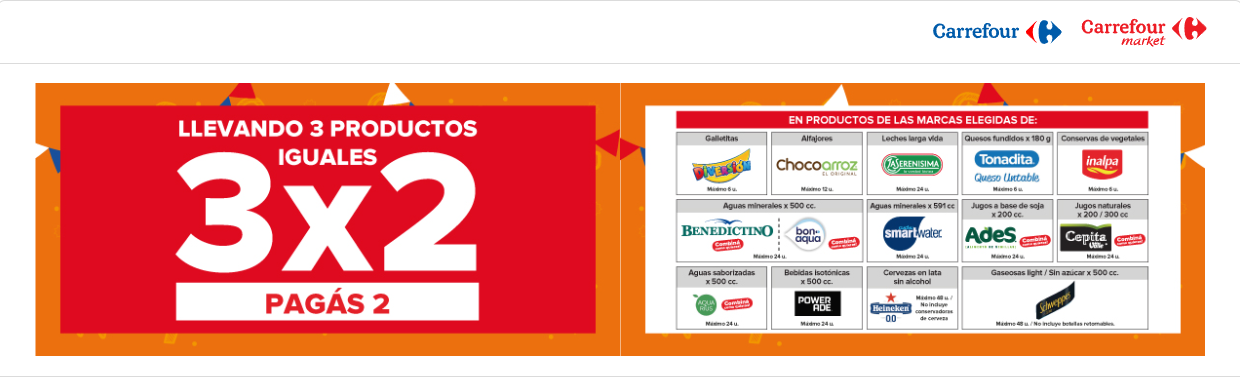 Carrefour
Carrefour
market
LLEVANDO 3 PRODUCTOS
IGUALES
3x2
PAGÁS 2
EN PRODUCTOS DE LAS MARCAS ELEGIDAS DE:
Galletitas
DIVERSIÓN
Máximo 6 u.
Alfajores
Chocoarroz
EL ORIGINAL
Máximo 12 u.
Leches larga vida
LA SERENISIMA
Máximo 24 u.
Quesos fundidos x 180 g
Tonadita
Queso Untable
Máximo 6 u.
Conservas de vegetales
inalpa
Máximo 6 u.
Aguas minerales x 500 cc.
BENEDICTINO
Combiná
bon
aqua
Combiná
Máximo 24 u.
Aguas minerales x 591 cc
smartwater.
Máximo 24 u.
Jugos a base de soja
x 200 cc.
AdeS
Combiná
Máximo 24 u.
Jugos naturales
x 200 / 300 cc
Cepita
Combiná
Máximo 24 u.
Aguas saborizadas
x 500 cc.
AQUARIUS
Combiná
Máximo 24 u.
Bebidas isotónicas
x 500 cc.
POWER
ADE
Máximo 24 u.
Cervezas en lata
sin alcohol
Heineken
0.0
Máximo 48 u. /
No incluye
conservadoras
de cerveza
Gaseosas light / Sin azúcar x 500 cc.
Schweppes
Máximo 48 u. / No incluye botellas retornables.